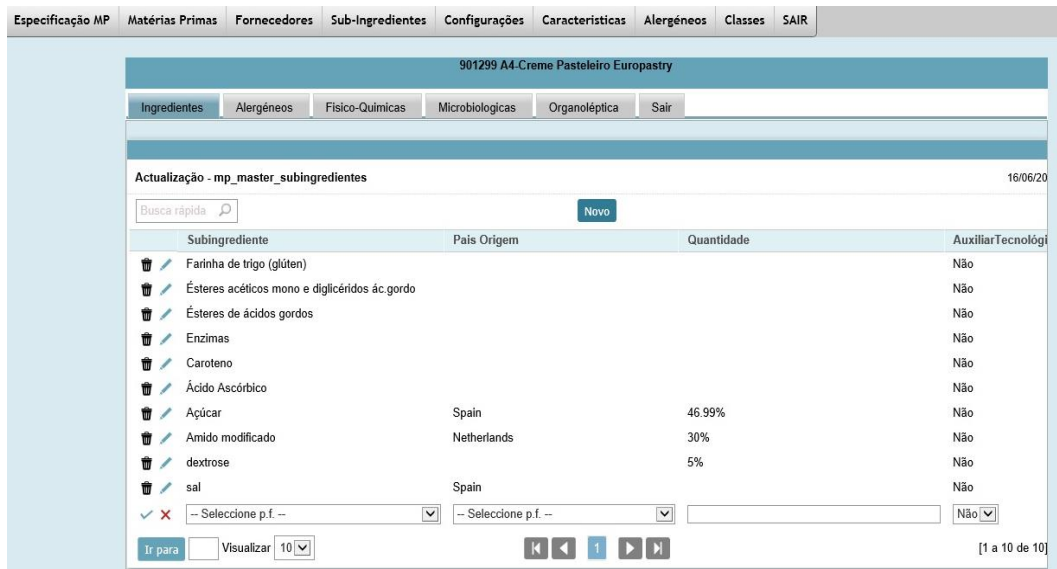 Especificação MP Matérias Primas Fornecedores Sub-Ingredientes Configurações Caracteristicas Alergéneos Classes SAIR
901299 A4-Creme Pasteleiro Europastry
Ingredientes Alergéneos Fisico-Quimicas Microbiologicas Organoléptica Sair
Actualização - mp_master_subingredientes 16/06/20
Busca rápida Novo
Subingrediente Pais Origem Quantidade AuxiliarTecnológi
Farinha de trigo (glúten) Não
Ésteres acéticos mono e diglicéridos ác.gordo Não
Ésteres de ácidos gordos Não
Enzimas Não
Caroteno Não
Ácido Ascórbico Não
Açúcar Spain 46.99% Não
Amido modificado Netherlands 30% Não
dextrose 5% Não
sal Spain Não
-- Seleccione p.f. -- -- Seleccione p.f. -- Não
Ir para Visualizar 10 1 [1 a 10 de 10]